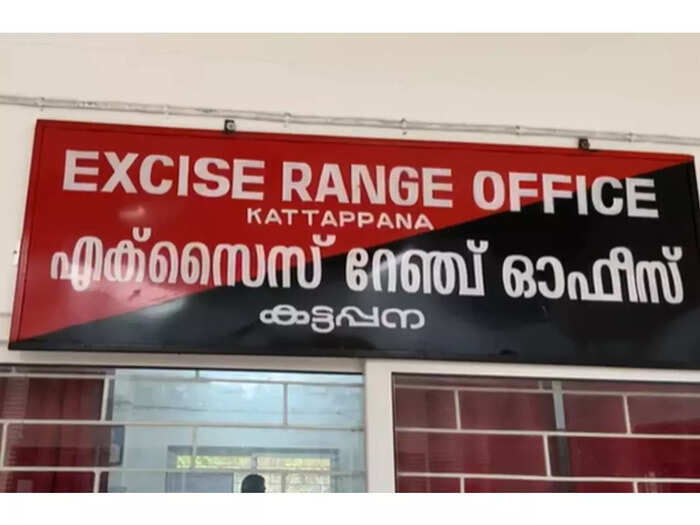 EXCISE RANGE OFFICE
KATTAPPANA
എക്സൈസ് റേഞ്ച് ഓഫീസ്
കട്ടപ്പന